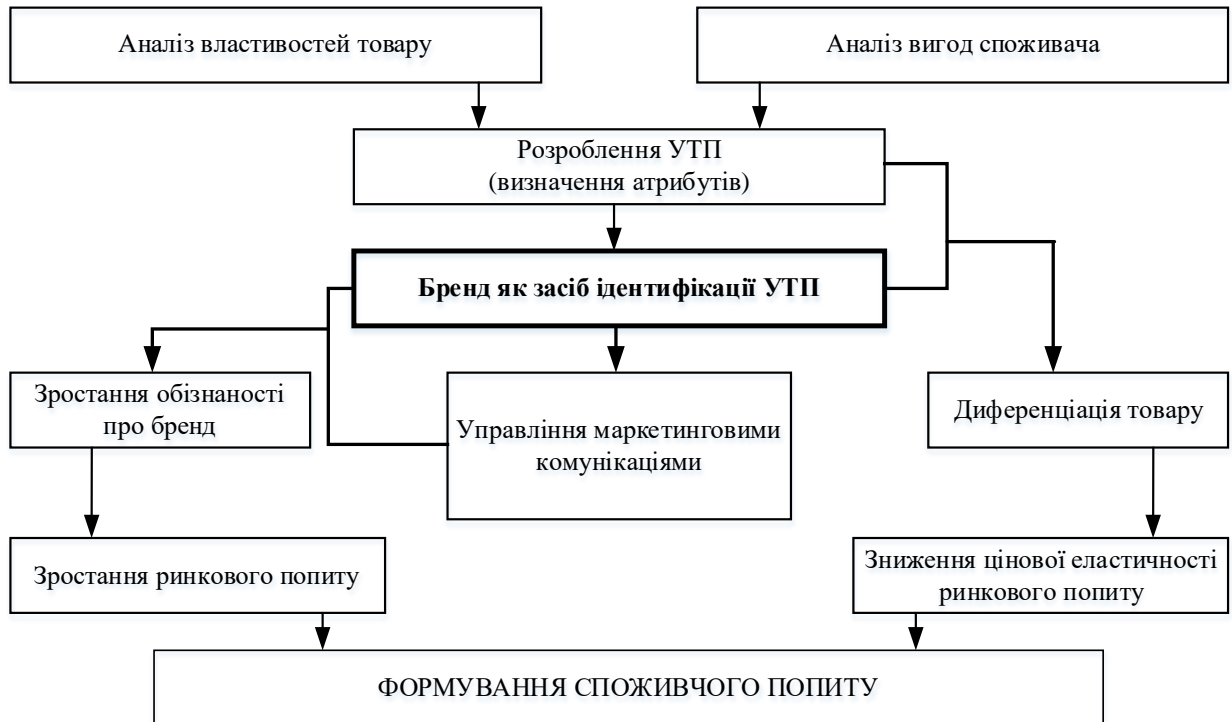 Аналіз властивостей товару
Аналіз вигод споживача
Розроблення УТП
(визначення атрибутів)
Бренд як засіб ідентифікації УТП
Зростання обізнаності
про бренд
Управління маркетинговими
комунікаціями
Диференціація товару
Зростання ринкового попиту
Зниження цінової еластичності
ринкового попиту
ФОРМУВАННЯ СПОЖИВЧОГО ПОПИТУ